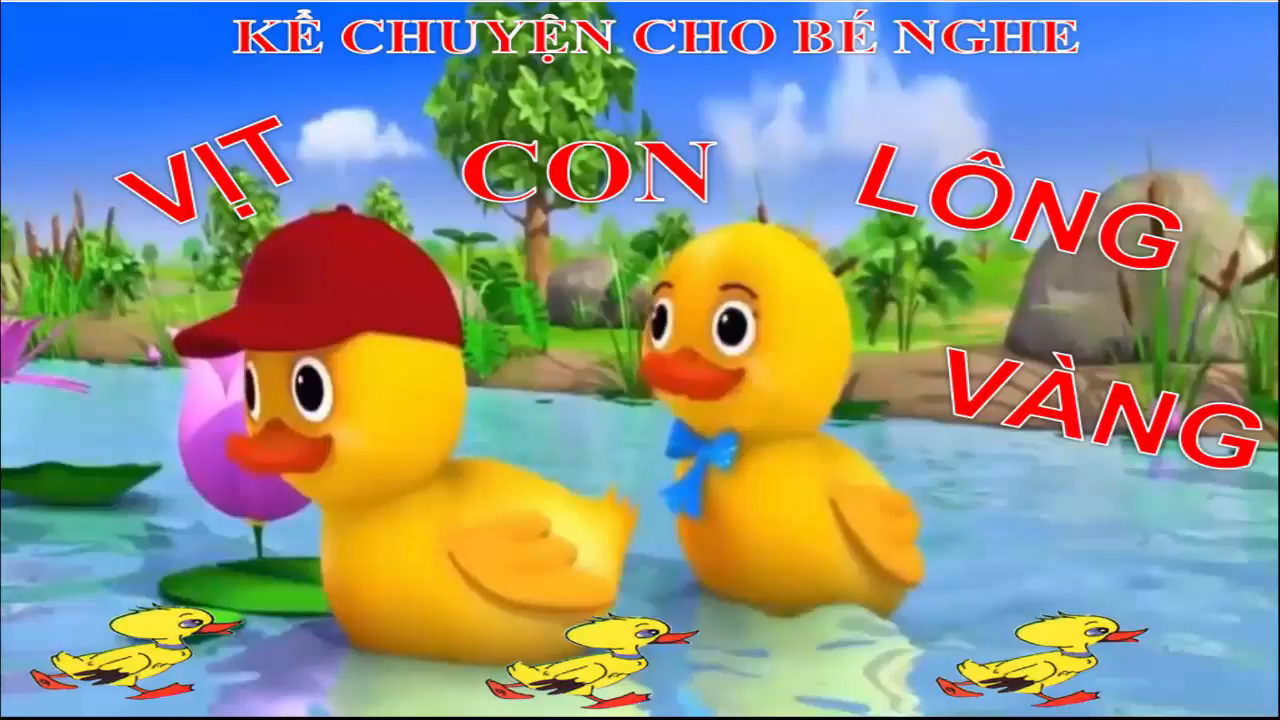 KỂ CHUYỆN CHO BÉ NGHE
VỊT CON LÔNG
VÀNG